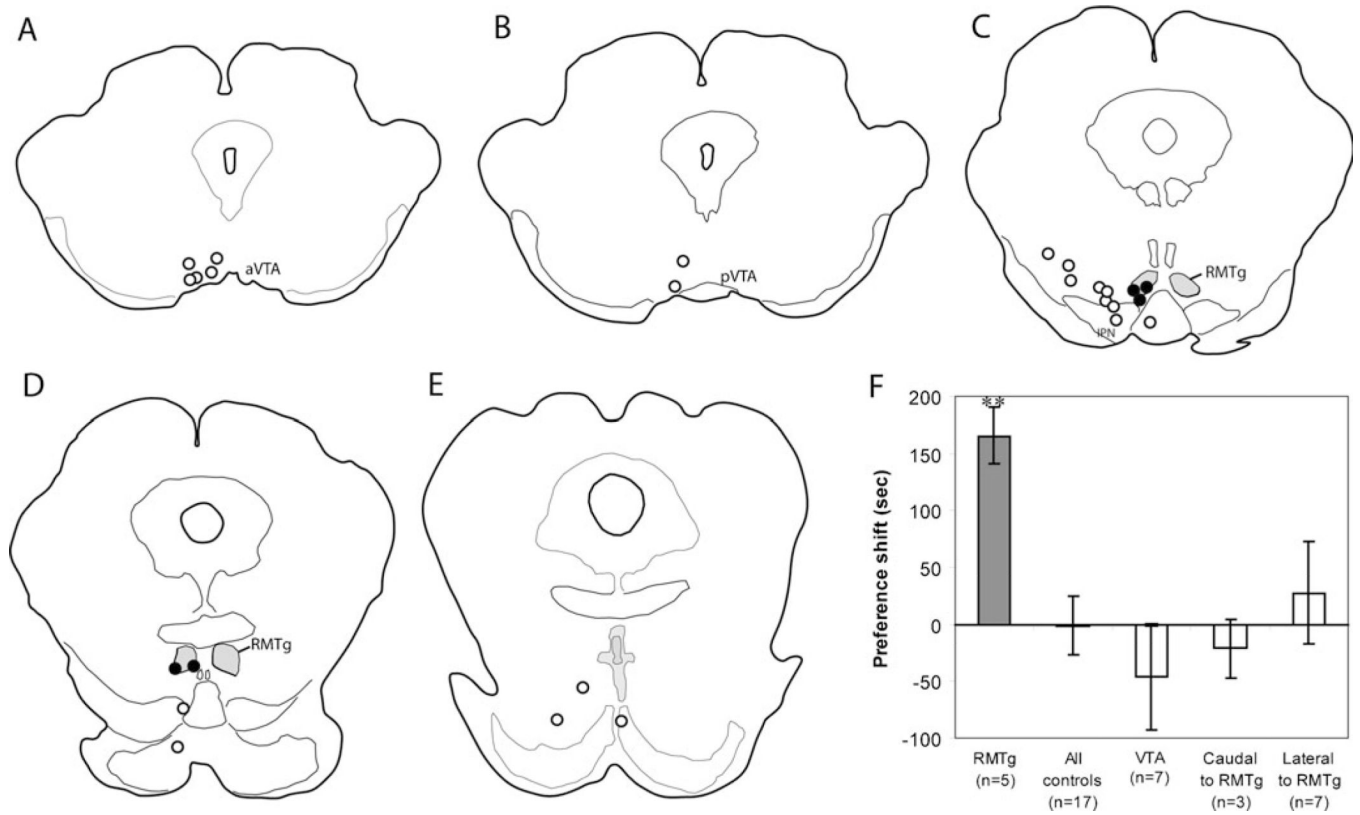 A
aVTA
B
pVTA
C
RMTg
IPN
D
RMTg
E
F
Preference shift (sec)
200
150
100
50
0
-50
-100
**
RMTg
(n=5)
All
controls
(n=17)
VTA
(n=7)
Caudal
to RMTg
(n=3)
Lateral
to RMTg
(n=7)